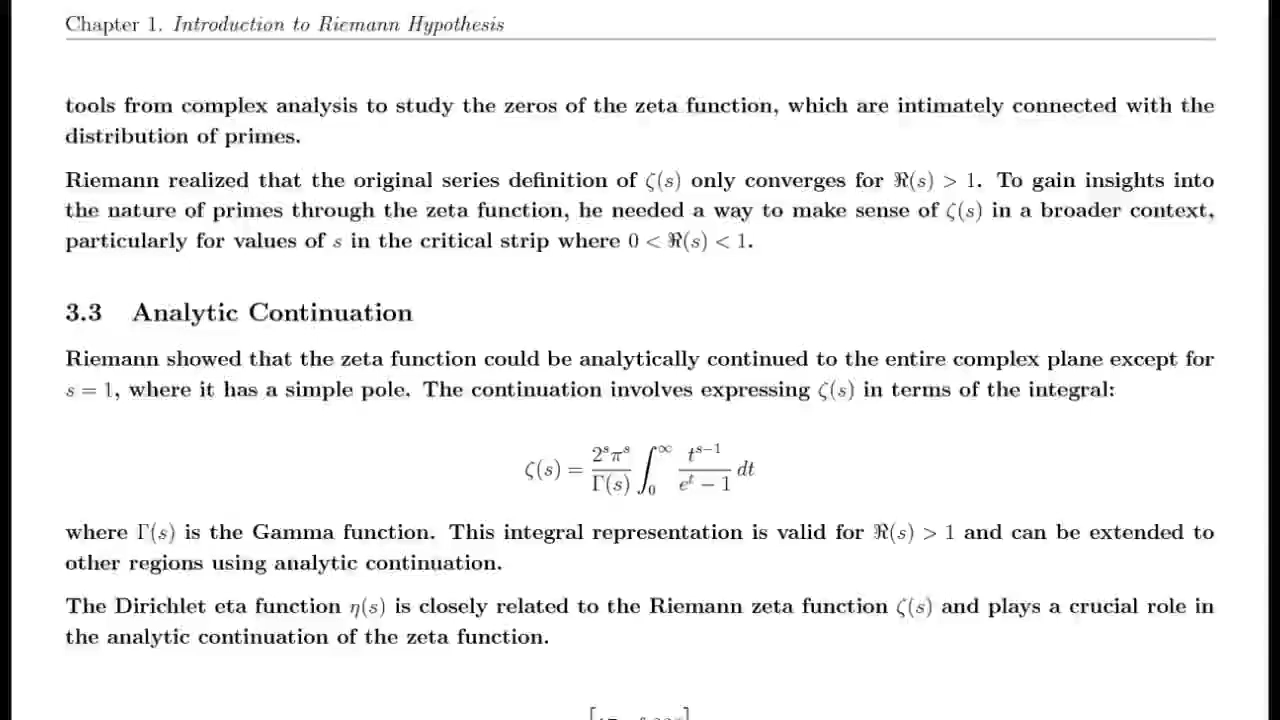 Chapter 1. Introduction to Riemann Hypothesis
tools from complex analysis to study the zeros of the zeta function, which are intimately connected with the
distribution of primes.
Riemann realized that the original series definition of ζ(s) only converges for ℜ(s) > 1. To gain insights into
the nature of primes through the zeta function, he needed a way to make sense of ζ(s) in a broader context,
particularly for values of s in the critical strip where 0 < ℜ(s) < 1.
3.3 Analytic Continuation
Riemann showed that the zeta function could be analytically continued to the entire complex plane except for
s = 1, where it has a simple pole. The continuation involves expressing ζ(s) in terms of the integral:
ζ(s) = \frac{2^s π^s}{Γ(s)} ∫_0^∞ \frac{t^{s−1}}{e^t − 1} dt
where Γ(s) is the Gamma function. This integral representation is valid for ℜ(s) > 1 and can be extended to
other regions using analytic continuation.
The Dirichlet eta function η(s) is closely related to the Riemann zeta function ζ(s) and plays a crucial role in
the analytic continuation of the zeta function.